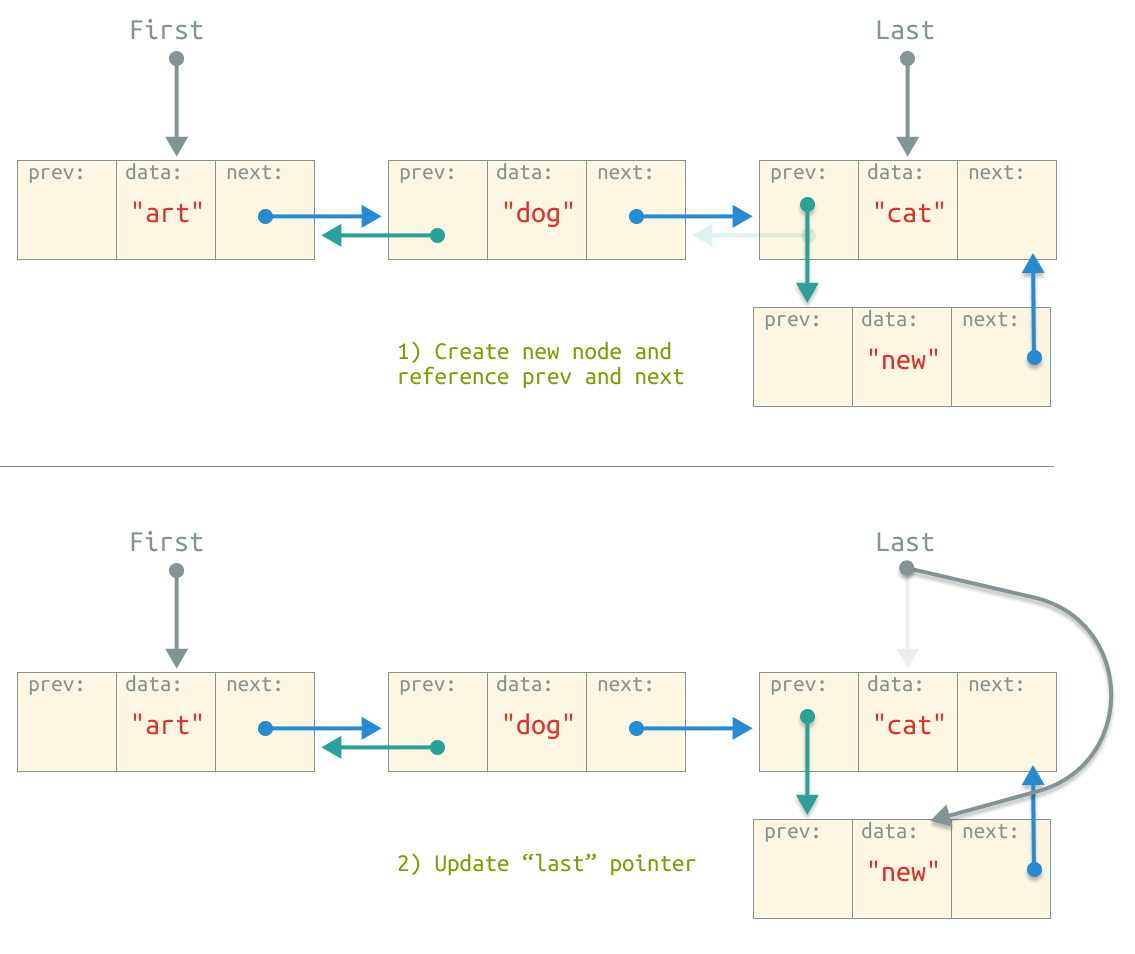 First Last
prev: data: next: prev: data: next: prev: data: next:
"art" "dog" "cat"
prev: data: next:
1) Create new node and
reference prev and next
"new"
First Last
prev: data: next: prev: data: next: prev: data: next:
"art" "dog" "cat"
prev: data: next:
2) Update “last” pointer
"new"